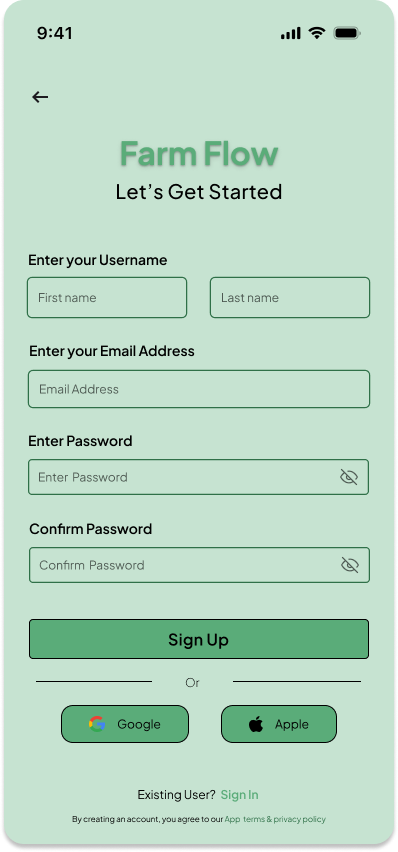 9:41
Farm Flow
Let's Get Started
Enter your Username
First name Last name
Enter your Email Address
Email Address
Enter Password
Enter Password
Confirm Password
Confirm Password
Sign Up
Or
Google Apple
Existing User? Sign In
By creating an account, you agree to our App terms & privacy policy